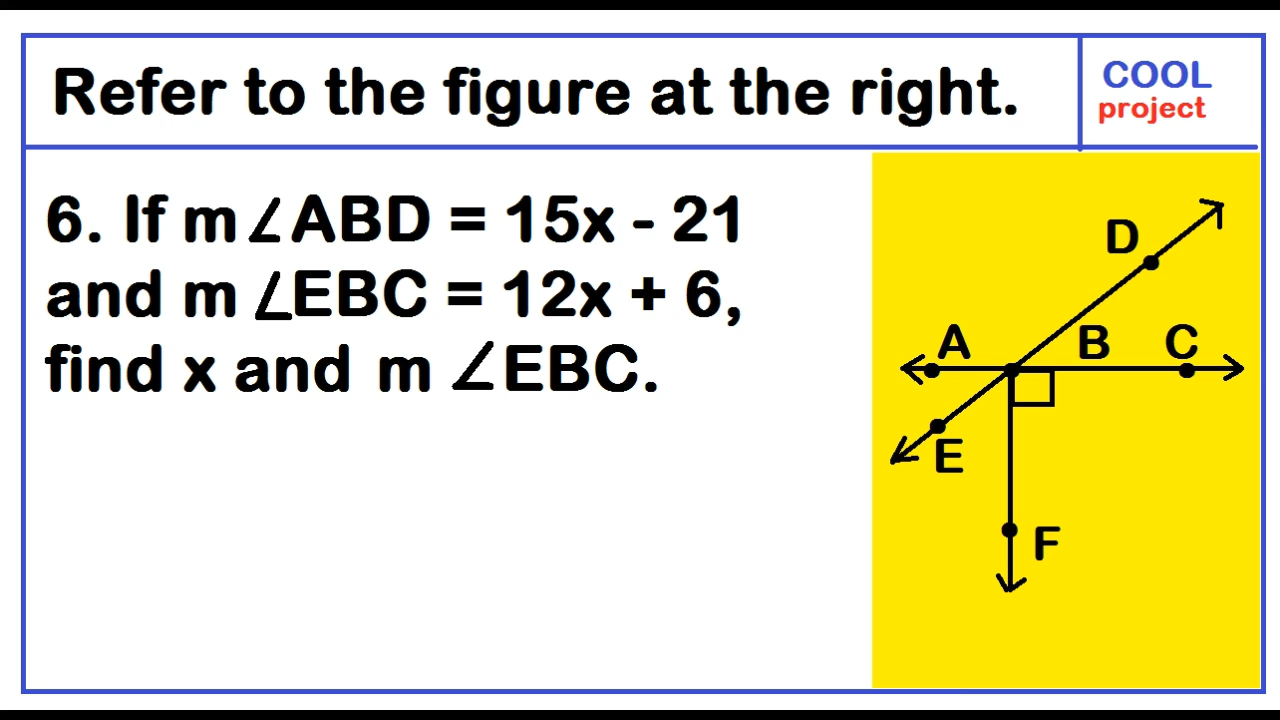 Refer to the figure at the right.
COOL
project
6. If m∠ABD = 15x - 21
and m ∠EBC = 12x + 6,
find x and m ∠EBC.
D
A
B
C
E
F